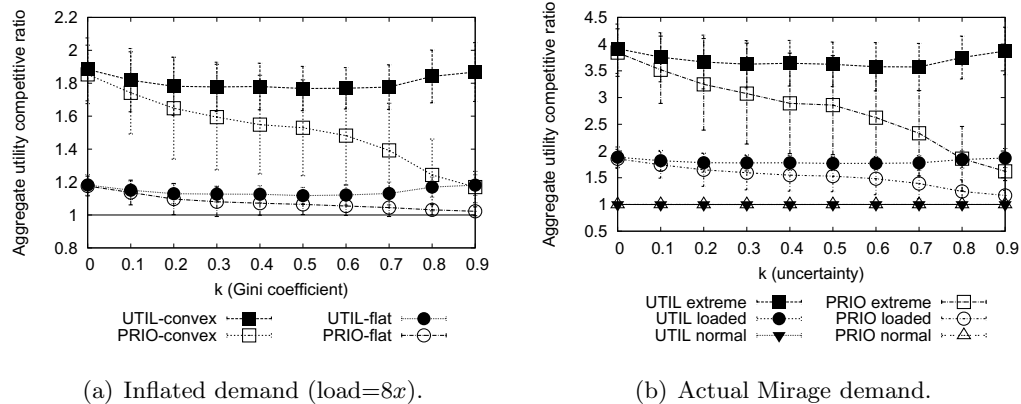 Aggregate utility competitive ratio
2.2
2
1.8
1.6
1.4
1.2
1
0.8
0 0.1 0.2 0.3 0.4 0.5 0.6 0.7 0.8 0.9
k (Gini coefficient)
UTIL-convex UTIL-flat
PRIO-convex PRIO-flat
(a) Inflated demand (load=8x).
Aggregate utility competitive ratio
4.5
4
3.5
3
2.5
2
1.5
1
0.5
0 0.1 0.2 0.3 0.4 0.5 0.6 0.7 0.8 0.9
k (uncertainty)
UTIL extreme PRIO extreme
UTIL loaded PRIO loaded
UTIL normal PRIO normal
(b) Actual Mirage demand.